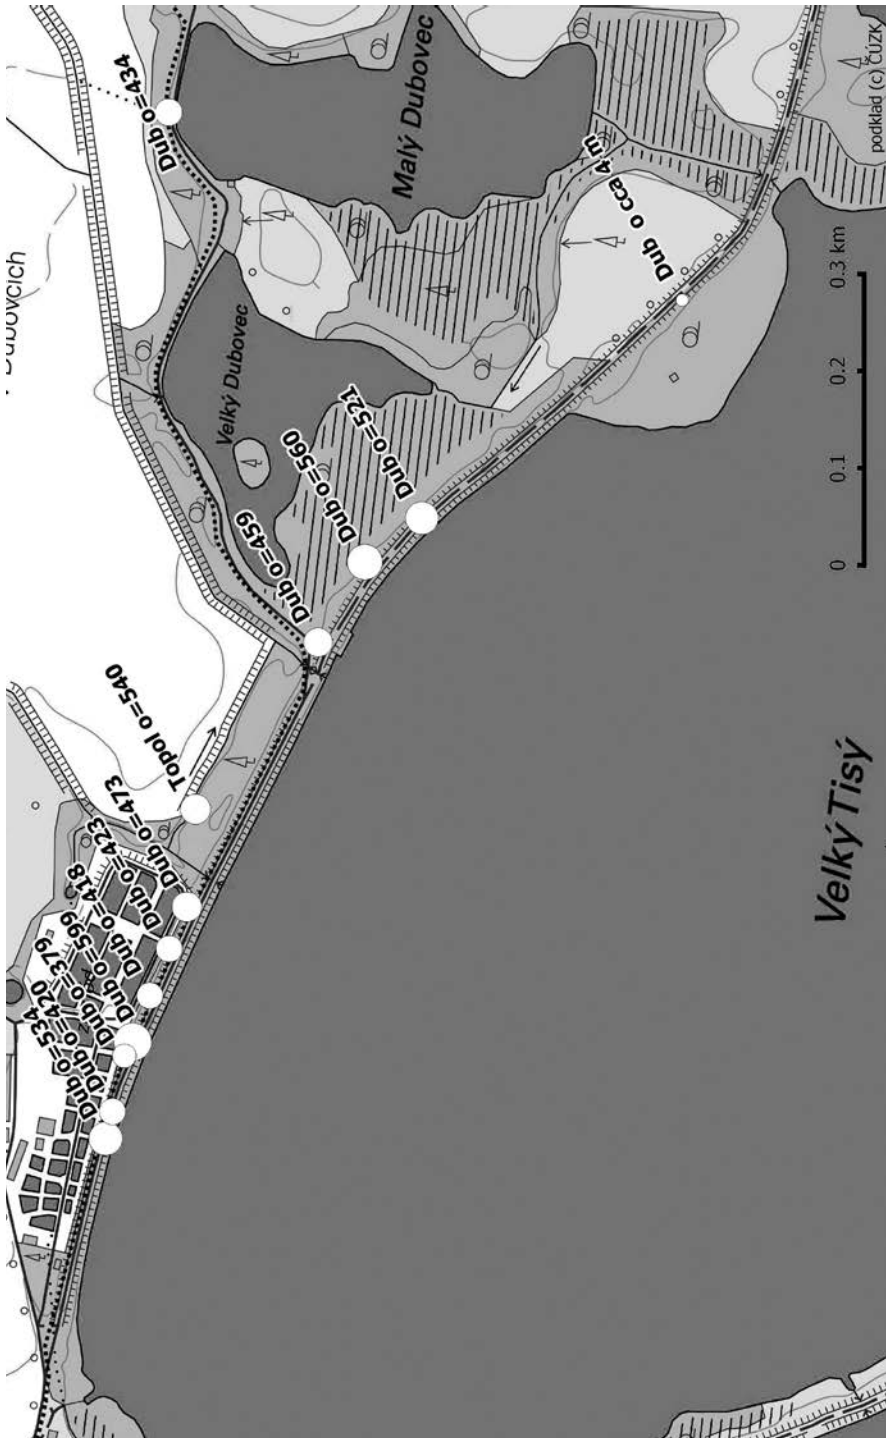 Dubovcích
Dub o=434
Malý Dubovec
Velký Dubovec
Dub o cca 4 m
Dub o=521
Dub o=560
Dub o=459
Topol o=540
Dub o=473
Dub o=423
Dub o=418
Dub o=599
Dub o=379
Dub o=420
Dub o=534
Velký Tisý
0 0.1 0.2 0.3 km
podklad (c) ČÚZK